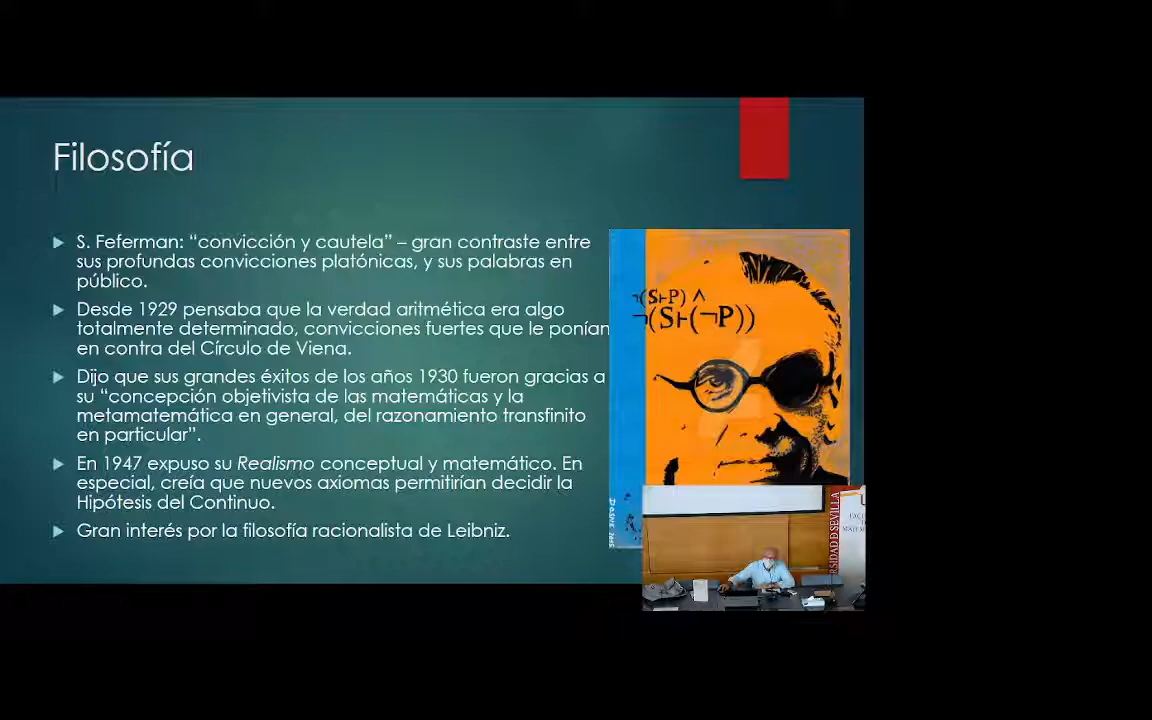 Filosofía
S. Feferman: “convicción y cautela” – gran contraste entre
sus profundas convicciones platónicas, y sus palabras en
público.
Desde 1929 pensaba que la verdad aritmética era algo
totalmente determinado, convicciones fuertes que le ponían
en contra del Círculo de Viena.
Dijo que sus grandes éxitos de los años 1930 fueron gracias a
su “concepción objetivista de las matemáticas y la
metamatemática en general, del razonamiento transfinito
en particular”.
En 1947 expuso su Realismo conceptual y matemático. En
especial, creía que nuevos axiomas permitirían decidir la
Hipótesis del Continuo.
Gran interés por la filosofía racionalista de Leibniz.
¬(S⊢P) ∧
¬(S⊢(¬P))
RSIDAD D SEVILLA